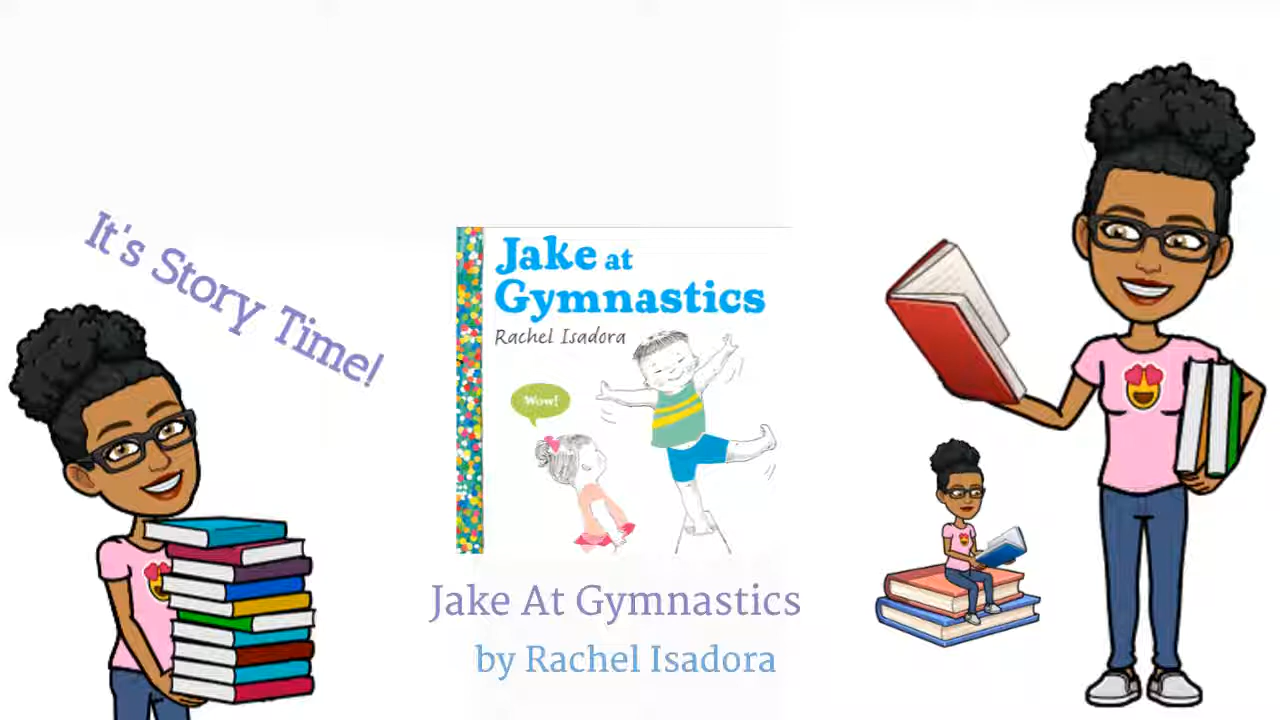 It's Story Time!
Jake at
Gymnastics
Rachel Isadora
Wow!
Jake At Gymnastics
by Rachel Isadora